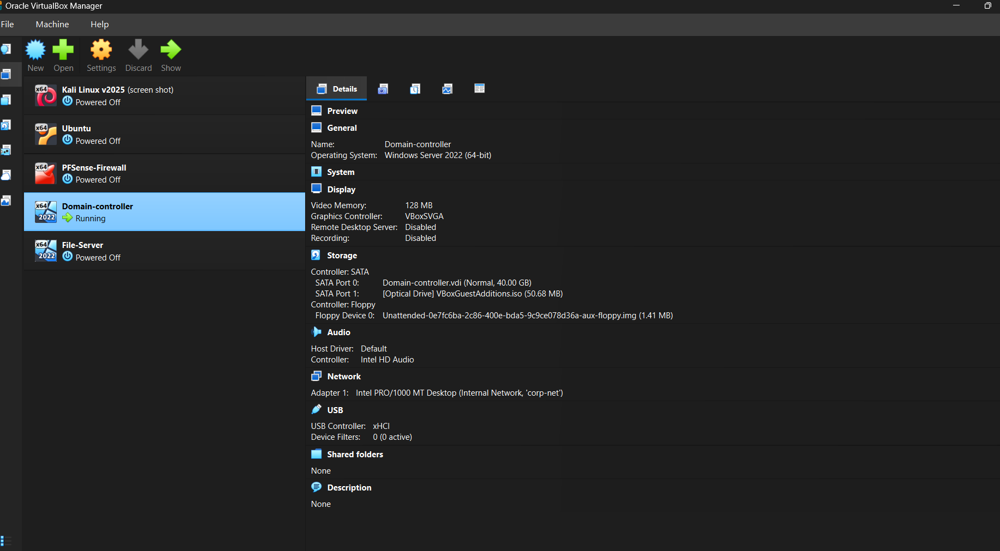 Oracle VirtualBox Manager
File Machine Help
New Open Settings Discard Show
x64 Kali Linux v2025 (screen shot)
Powered Off
x64 Ubuntu
Powered Off
x64 PFSense-Firewall
Powered Off
x64 2022 Domain-controller
Running
x64 2022 File-Server
Powered Off
Details
Preview
General
Name: Domain-controller
Operating System: Windows Server 2022 (64-bit)
System
Display
Video Memory: 128 MB
Graphics Controller: VBoxSVGA
Remote Desktop Server: Disabled
Recording: Disabled
Storage
Controller: SATA
SATA Port 0: Domain-controller.vdi (Normal, 40.00 GB)
SATA Port 1: [Optical Drive] VBoxGuestAdditions.iso (50.68 MB)
Controller: Floppy
Floppy Device 0: Unattended-0e7fc6ba-2c86-400e-bda5-9c9ce078d36a-aux-floppy.img (1.41 MB)
Audio
Host Driver: Default
Controller: Intel HD Audio
Network
Adapter 1: Intel PRO/1000 MT Desktop (Internal Network, 'corp-net')
USB
USB Controller: xHCI
Device Filters: 0 (0 active)
Shared folders
None
Description
None